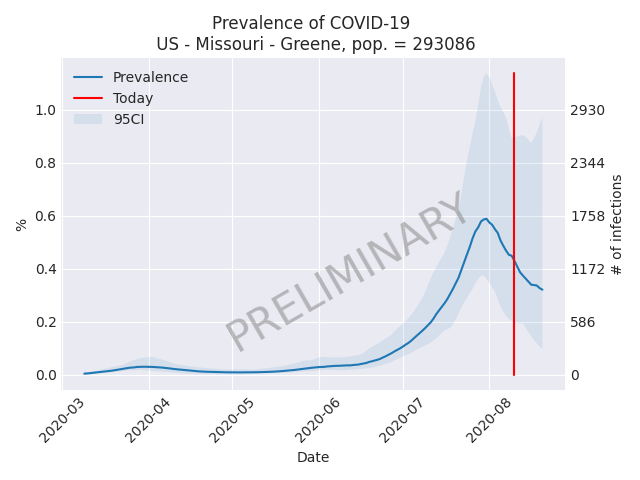 Prevalence of COVID-19
US - Missouri - Greene, pop. = 293086
Prevalence
Today
95CI
1.0
0.8
0.6
0.4
0.2
0.0
%
2930
2344
1758
1172
586
0
# of infections
PRELIMINARY
2020-03
2020-04
2020-05
2020-06
2020-07
2020-08
Date